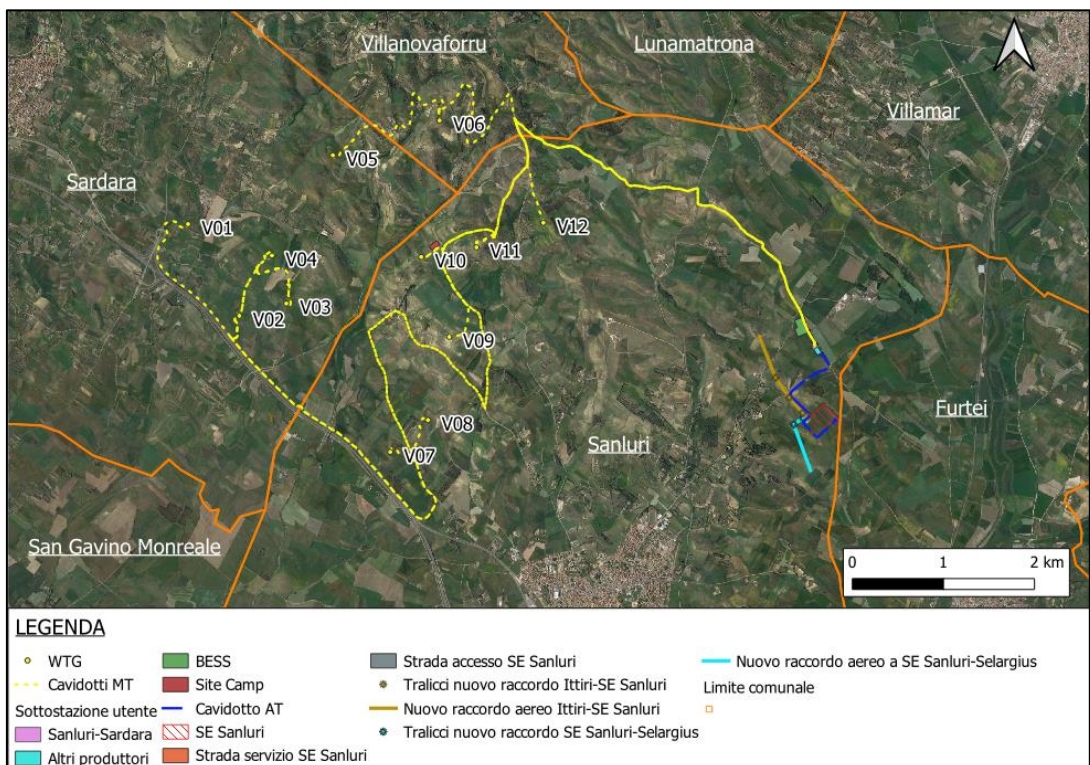 Villanovaforru
Lunamatrona
Villamar
V06
V05
Sardara
V01
V12
V11
V10
V04
V03
V02
V09
Furtei
V08
Sanluri
V07
San Gavino Monreale
0 1 2 km
LEGENDA
WTG
Cavidotti MT
Sottostazione utente
Sanluri-Sardara
Altri produttori
BESS
Site Camp
Cavidotto AT
SE Sanluri
Strada servizio SE Sanluri
Strada accesso SE Sanluri
Tralicci nuovo raccordo Ittiri-SE Sanluri
Nuovo raccordo aereo Ittiri-SE Sanluri
Tralicci nuovo raccordo SE Sanluri-Selargius
Nuovo raccordo aereo a SE Sanluri-Selargius
Limite comunale